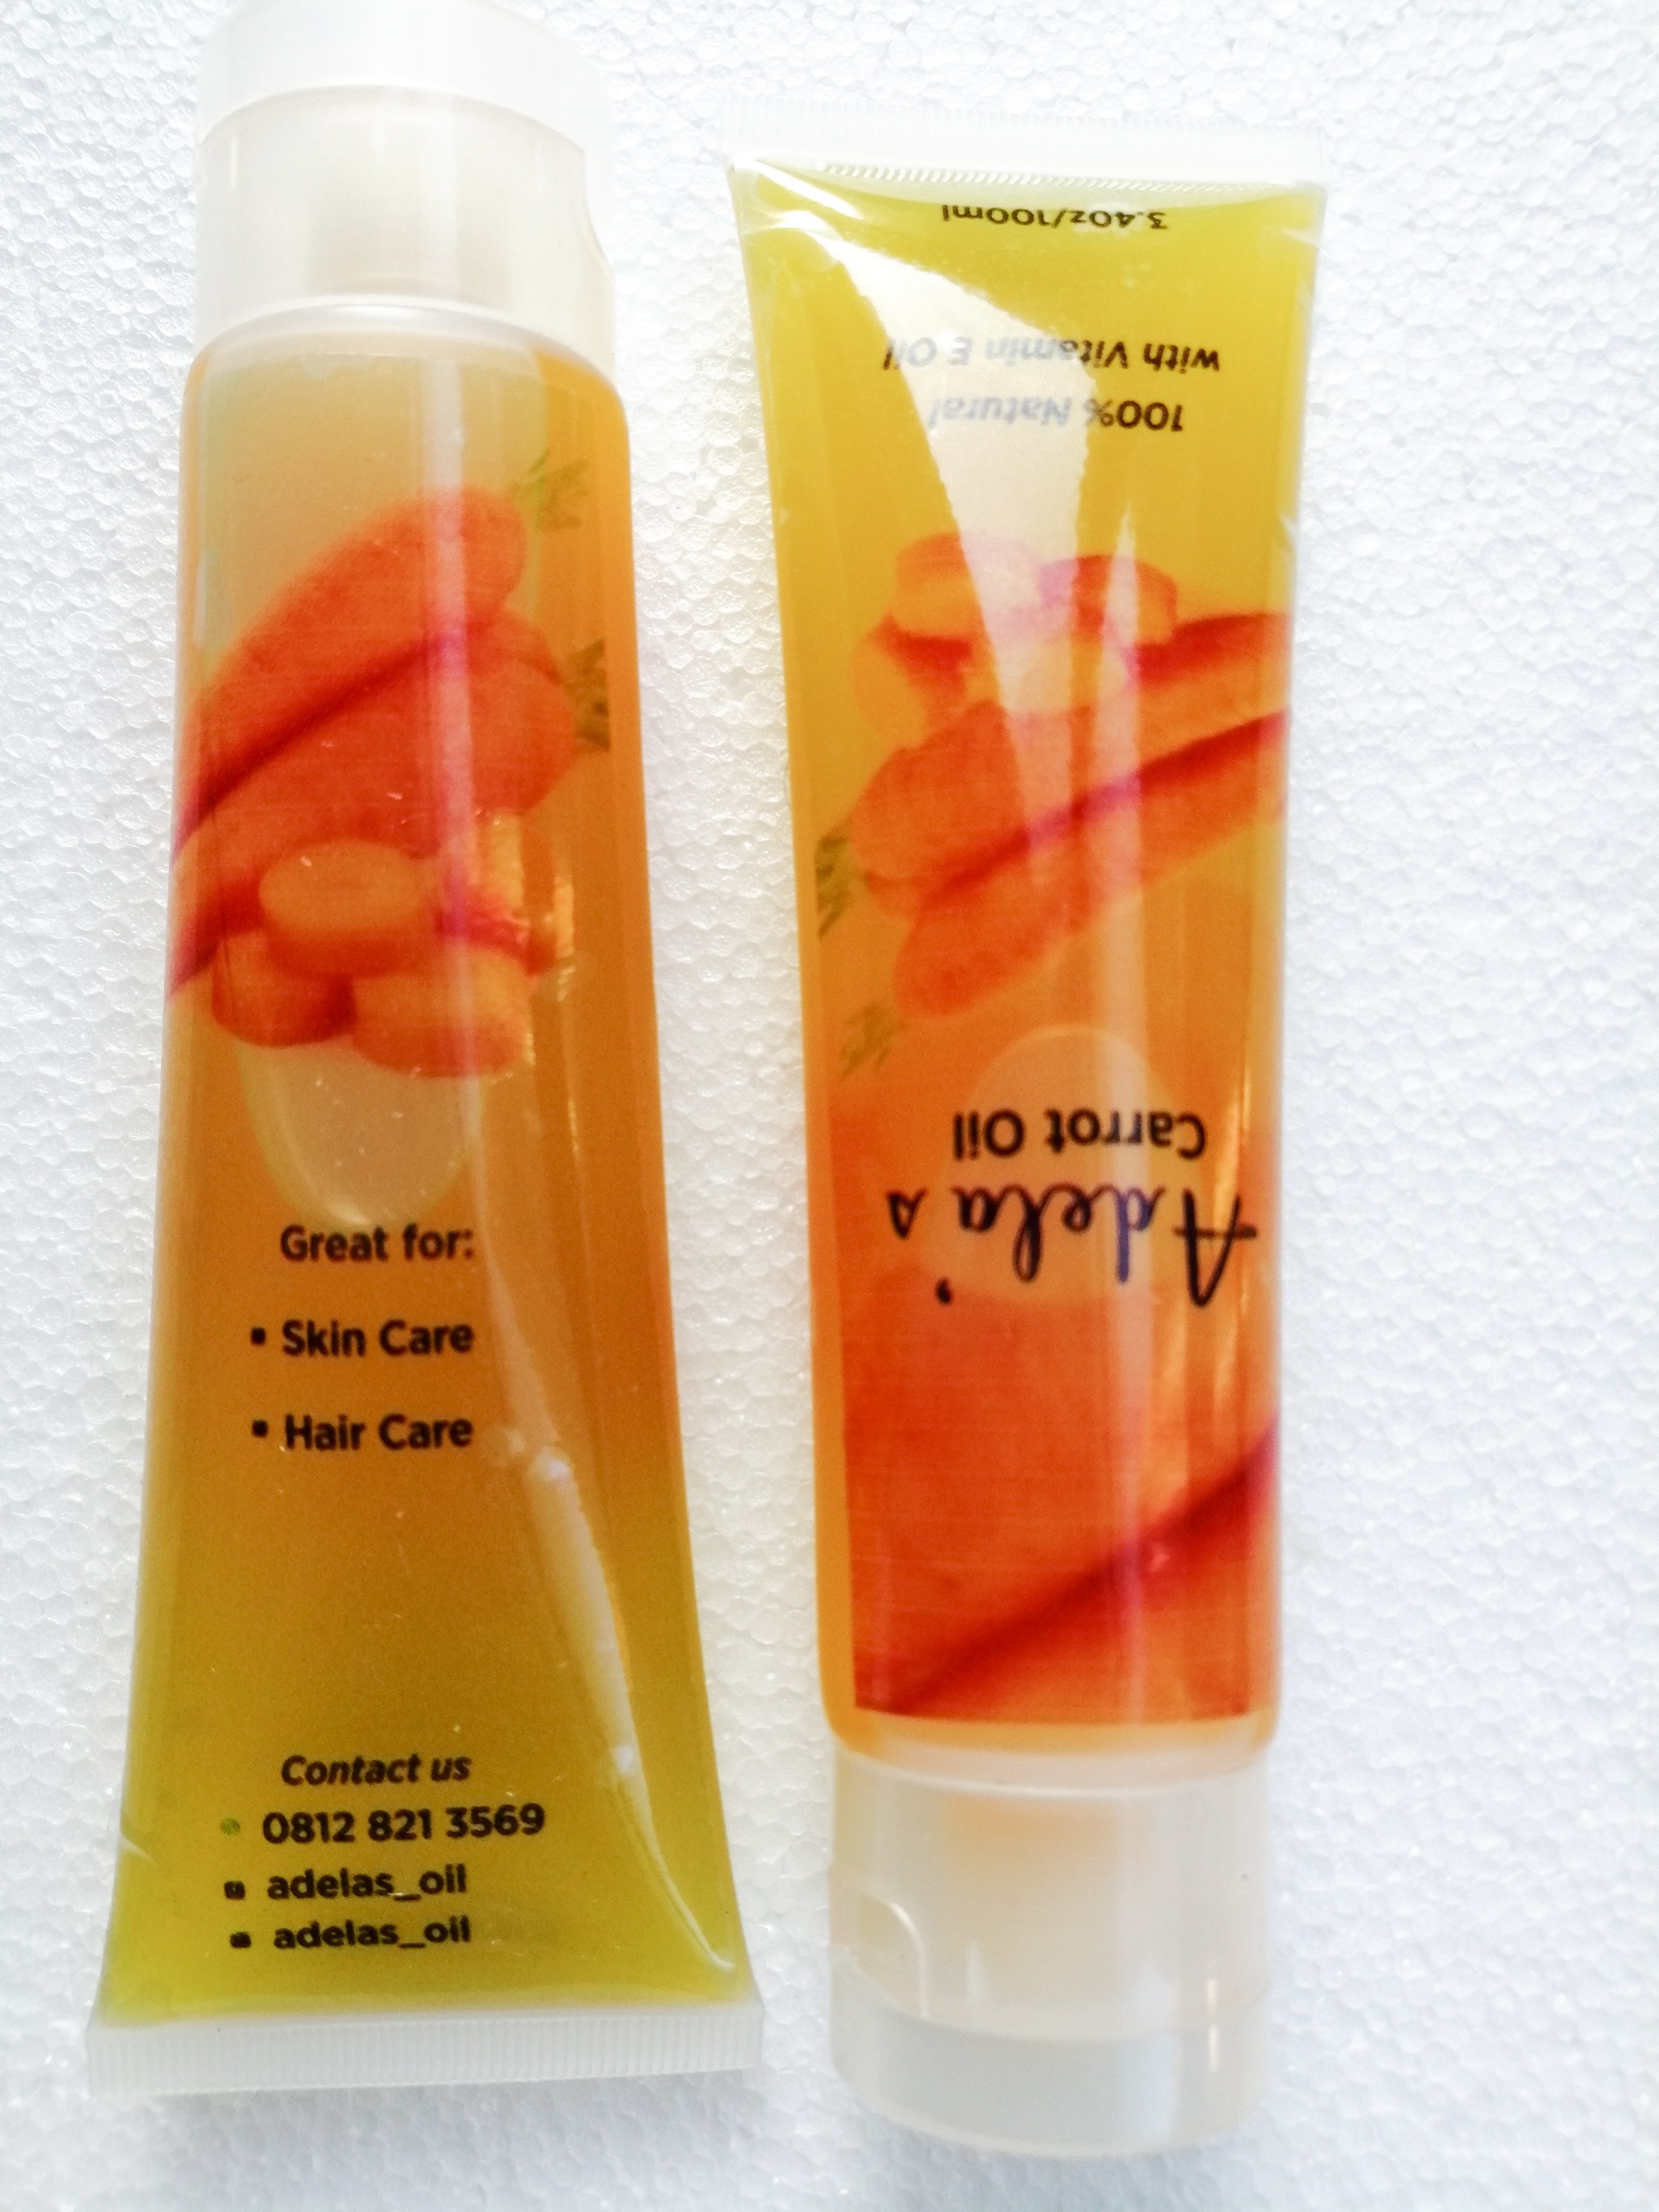 Great for:
▪ Skin Care
▪ Hair Care
Contact us
0812 821 3569
adelas_oil
adelas_oil
Adela's
Carrot Oil
100% Natural
with Vitamin E Oil
3.4oz/100ml